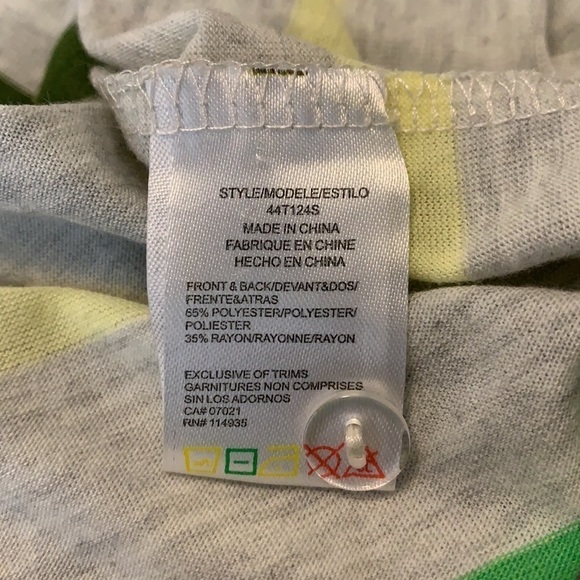 STYLE/MODELE/ESTILO
44T124S
MADE IN CHINA
FABRIQUE EN CHINE
HECHO EN CHINA
FRONT & BACK/DEVANT&DOS/
FRENTE&ATRAS
65% POLYESTER/POLYESTER/
POLIESTER
35% RAYON/RAYONNE/RAYON
EXCLUSIVE OF TRIMS
GARNITURES NON COMPRISES
SIN LOS ADORNOS
CA# 07021
RN# 114935